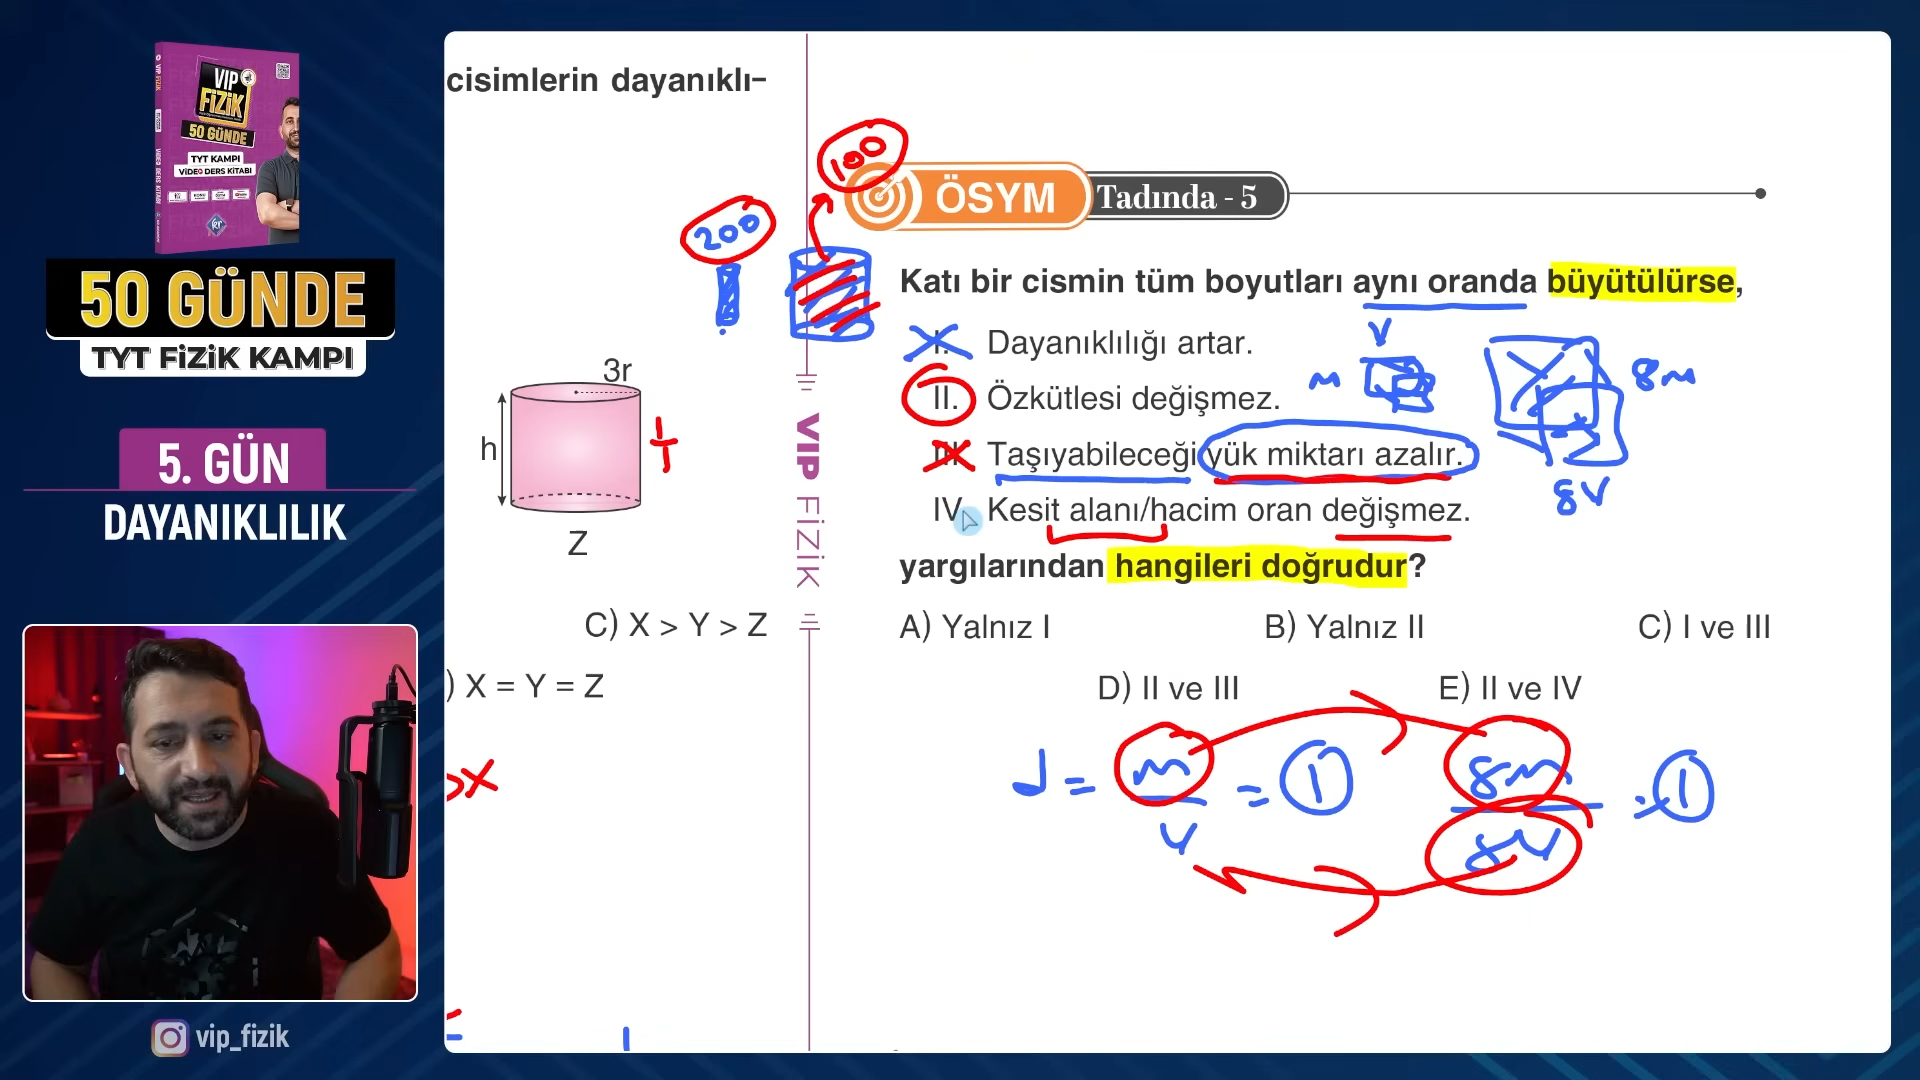 VIP
FİZİK
50 GÜNDE
TYT KAMPI
VİDEO DERS KİTABI
50 GÜNDE
TYT FİZİK KAMPI
5. GÜN
DAYANIKLILIK
vip_fizik
cisimlerin dayanıklı-
3r
h
Z
C) X > Y > Z
) X = Y = Z
VIP FİZİK
200
100
ÖSYM Tadında - 5
Katı bir cismin tüm boyutları aynı oranda büyütülürse,
I. Dayanıklılığı artar.
II. Özkütlesi değişmez.
III. Taşıyabileceği yük miktarı azalır.
IV. Kesit alanı/hacim oran değişmez.
V
m
8m
8V
yargılarından hangileri doğrudur?
A) Yalnız I B) Yalnız II C) I ve III
D) II ve III E) II ve IV
d = m/V = 1
8m/8V = 1